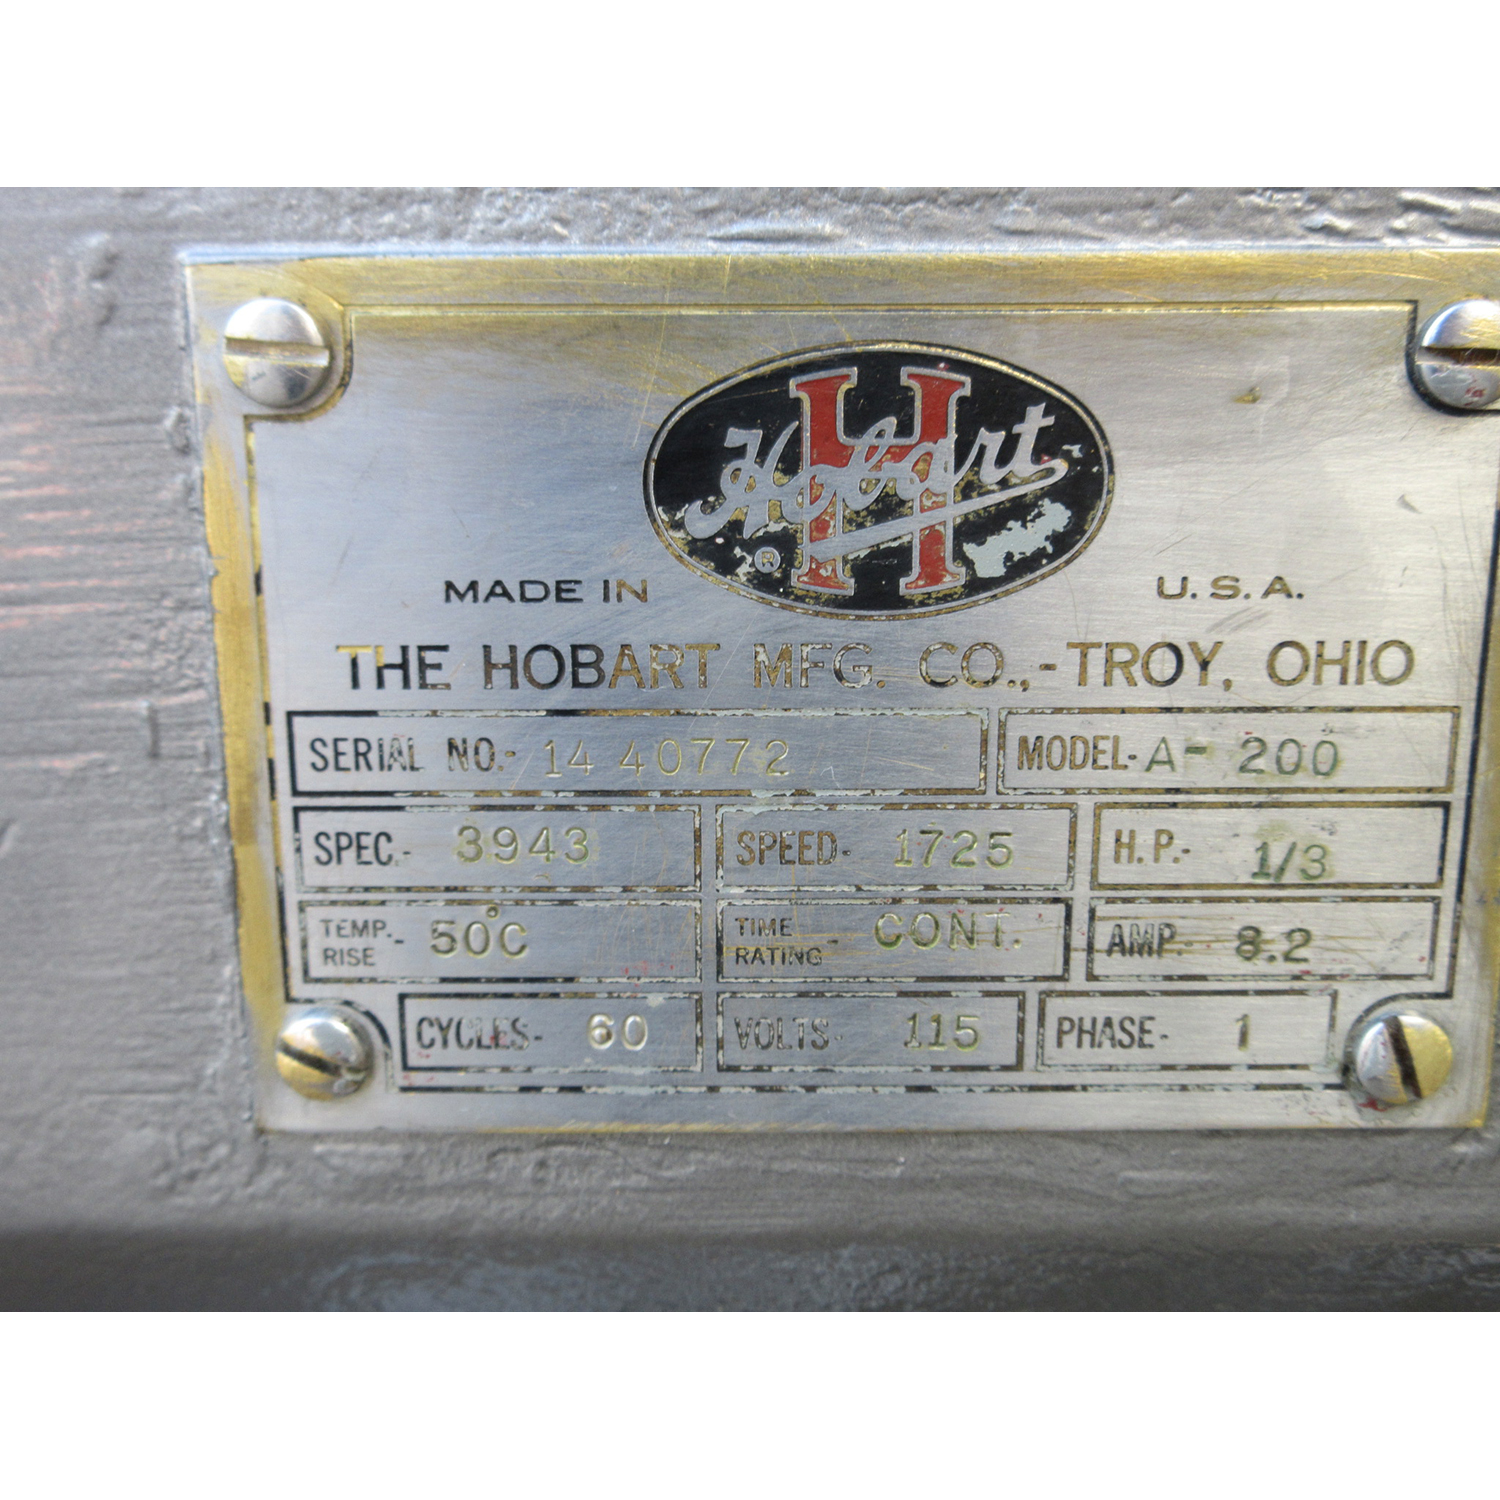 H
Hobart
®
MADE IN U.S.A.
THE HOBART MFG. CO.,-TROY, OHIO
SERIAL NO.- 14 40772 MODEL- A- 200
SPEC.- 3943 SPEED- 1725 H.P.- 1/3
TEMP. RISE - 50°C TIME RATING - CONT. AMP.- 8.2
CYCLES- 60 VOLTS- 115 PHASE- 1